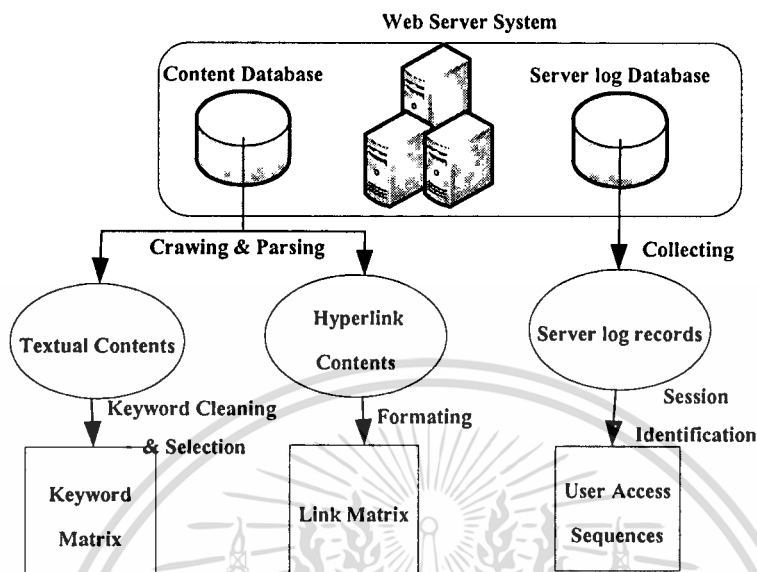 Web Server System
Content Database
Server log Database
Crawing & Parsing
Collecting
Textual Contents
Hyperlink
Contents
Server log records
Keyword Cleaning
& Selection
Formating
Session
Identification
Keyword
Matrix
Link Matrix
User Access
Sequences